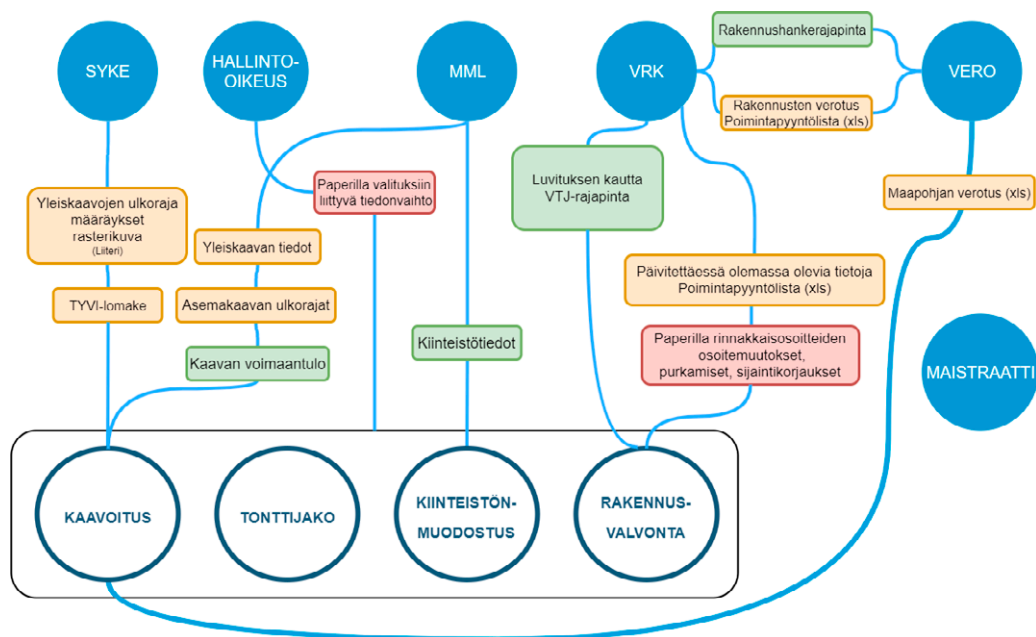 SYKE
HALLINTO-
OIKEUS
MML
VRK
Rakennushankerajapinta
VERO
Rakennusten verotus
Poimintapyyntölista (xls)
Luvituksen kautta
VTJ-rajapinta
Paperilla valituksiin
liittyvä tiedonvaihto
Maapohjan verotus (xls)
Yleiskaavojen ulkoraja
määräykset
rasterikuva
(Liiteri)
Yleiskaavan tiedot
Päivitettäessä olemassa olevia tietoja
Poimintapyyntölista (xls)
TYVI-lomake
Asemakaavan ulkorajat
Kiinteistötiedot
Paperilla rinnakkaisosoitteiden
osoitemuutokset,
purkamiset, sijaintikorjaukset
Kaavan voimaantulo
MAISTRAATTI
KAAVOITUS
TONTTIJAKO
KIINTEISTÖN-
MUODOSTUS
RAKENNUS-
VALVONTA